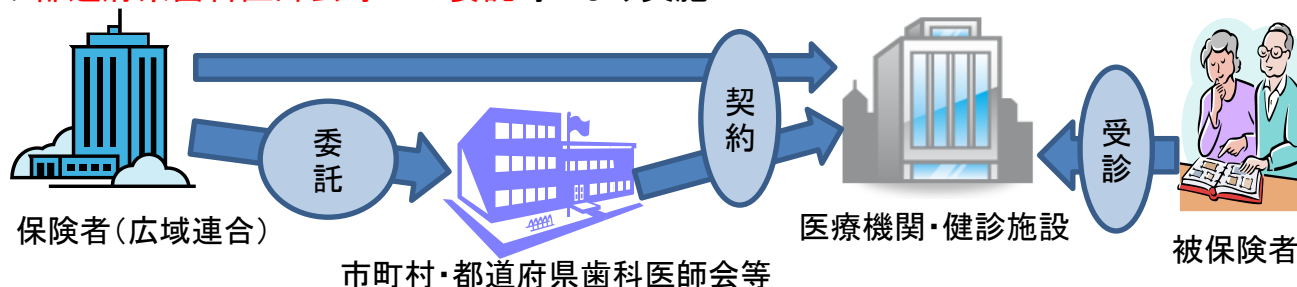 契約
委託
受診
保険者(広域連合)
医療機関・健診施設
被保険者
市町村・都道府県歯科医師会等